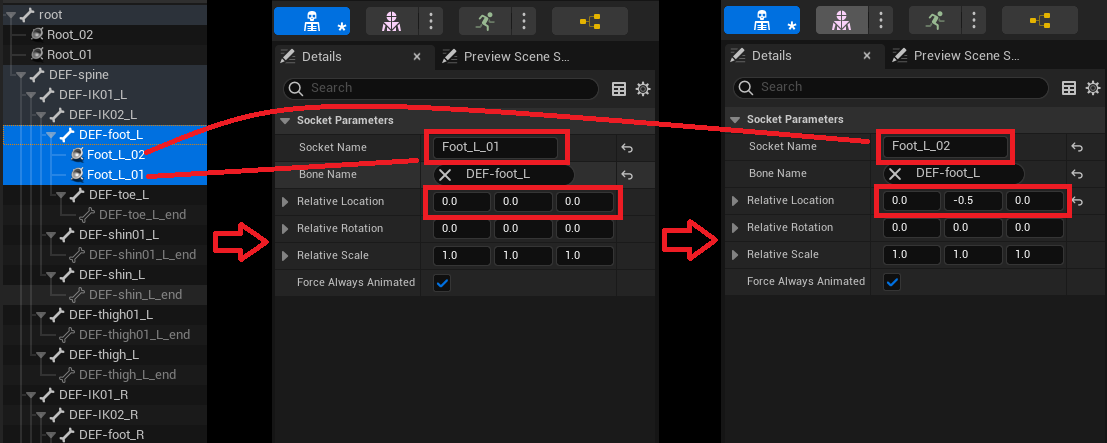 root
Root_02
Root_01
DEF-spine
DEF-IK01_L
DEF-IK02_L
DEF-foot_L
Foot_L_02
Foot_L_01
DEF-toe_L
DEF-toe_L_end
DEF-shin01_L
DEF-shin01_L_end
DEF-shin_L
DEF-shin_L_end
DEF-thigh01_L
DEF-thigh01_L_end
DEF-thigh_L
DEF-thigh_L_end
DEF-IK01_R
DEF-IK02_R
DEF-foot_R
Details
Preview Scene S...
Search
Socket Parameters
Socket Name Foot_L_01
Bone Name DEF-foot_L
Relative Location 0.0 0.0 0.0
Relative Rotation 0.0 0.0 0.0
Relative Scale 1.0 1.0 1.0
Force Always Animated
Details
Preview Scene S...
Search
Socket Parameters
Socket Name Foot_L_02
Bone Name DEF-foot_L
Relative Location 0.0 -0.5 0.0
Relative Rotation 0.0 0.0 0.0
Relative Scale 1.0 1.0 1.0
Force Always Animated